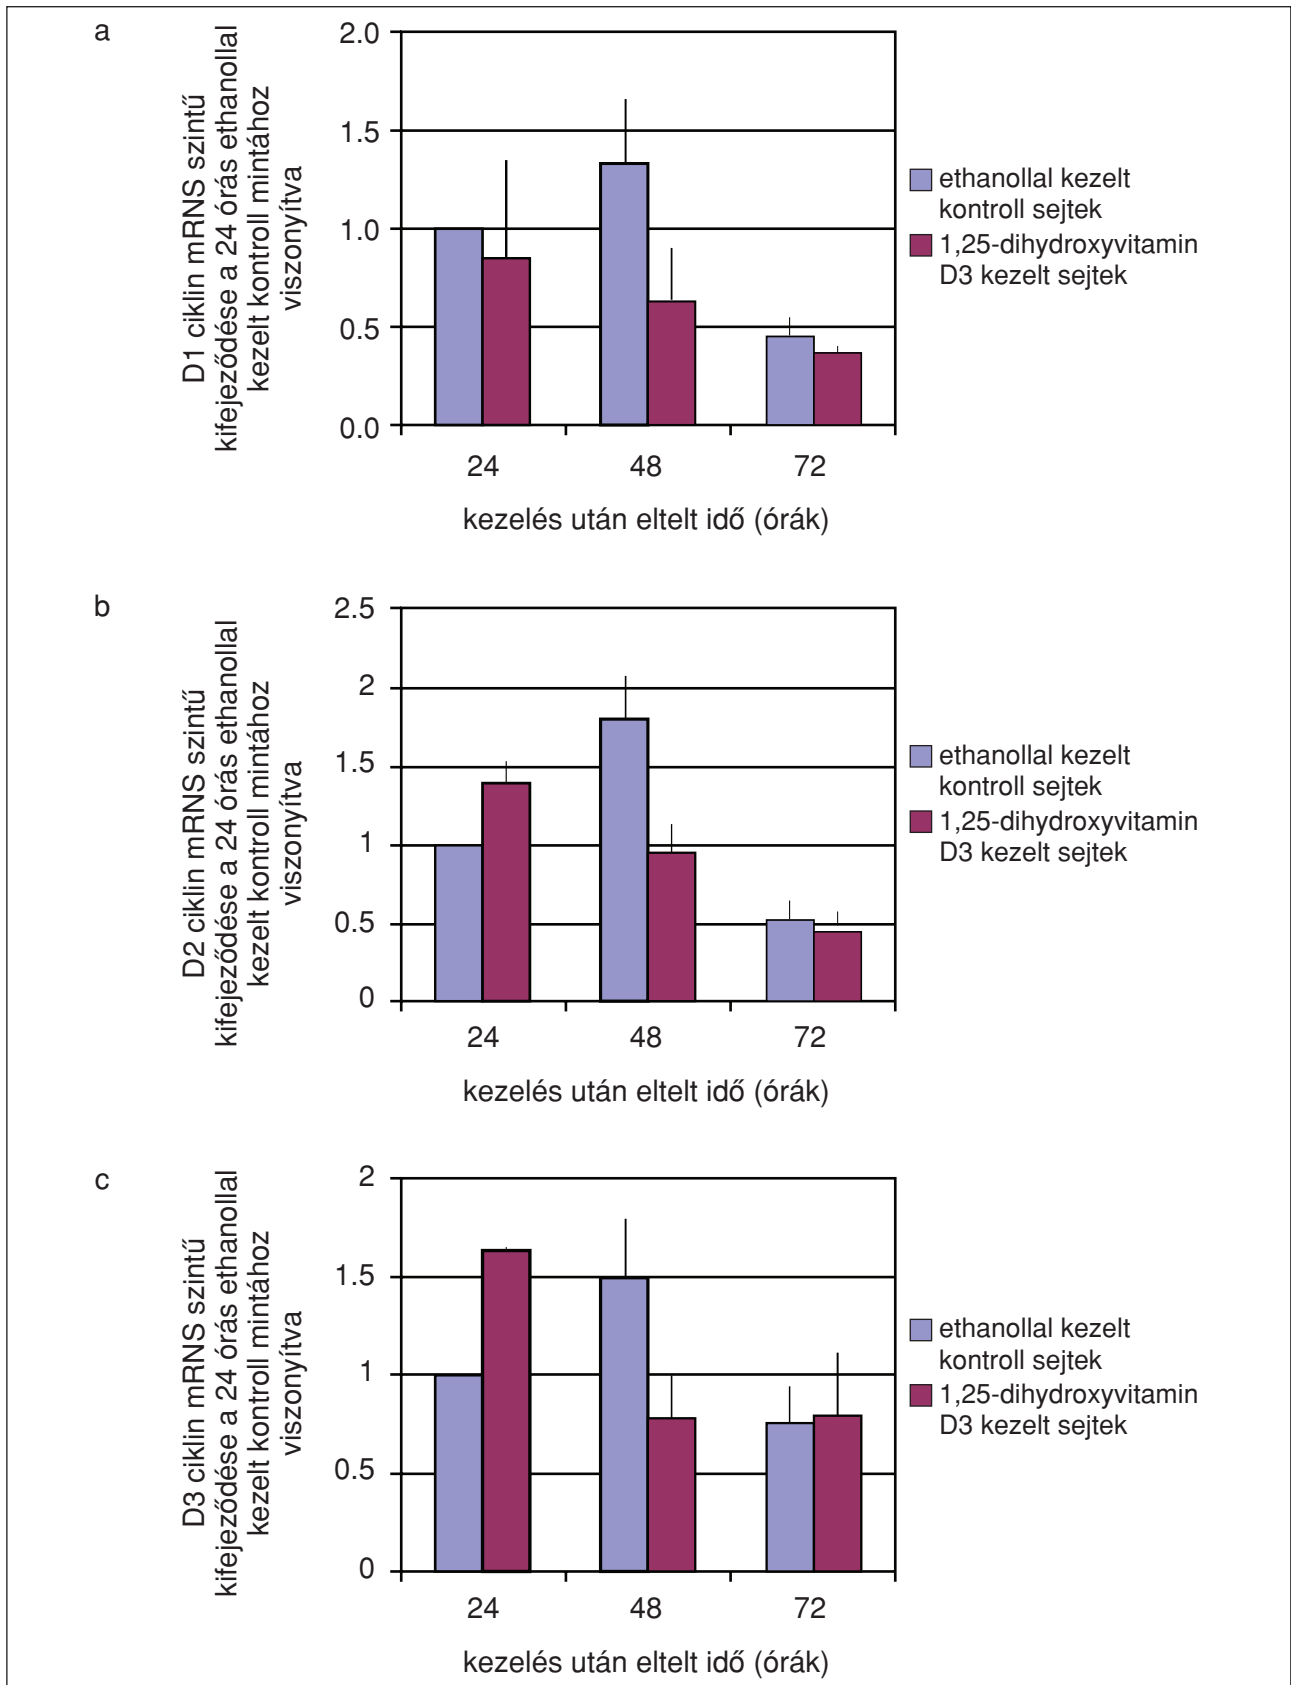 a
D1 ciklin mRNS szintű
kifejeződése a 24 órás ethanollal
kezelt kontroll mintához
viszonyítva
2.0
1.5
1.0
0.5
0.0
24 48 72
kezelés után eltelt idő (órák)
ethanollal kezelt
kontroll sejtek
1,25-dihydroxyvitamin
D3 kezelt sejtek
b
D2 ciklin mRNS szintű
kifejeződése a 24 órás ethanollal
kezelt kontroll mintához
viszonyítva
2.5
2
1.5
1
0.5
0
24 48 72
kezelés után eltelt idő (órák)
ethanollal kezelt
kontroll sejtek
1,25-dihydroxyvitamin
D3 kezelt sejtek
c
D3 ciklin mRNS szintű
kifejeződése a 24 órás ethanollal
kezelt kontroll mintához
viszonyítva
2
1.5
1
0.5
0
24 48 72
kezelés után eltelt idő (órák)
ethanollal kezelt
kontroll sejtek
1,25-dihydroxyvitamin
D3 kezelt sejtek